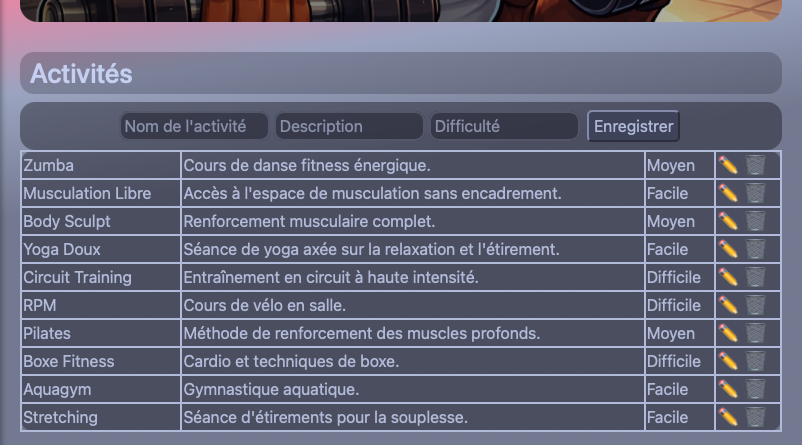 Activités
Nom de l'activité Description Difficulté Enregistrer
Zumba Cours de danse fitness énergique. Moyen
Musculation Libre Accès à l'espace de musculation sans encadrement. Facile
Body Sculpt Renforcement musculaire complet. Moyen
Yoga Doux Séance de yoga axée sur la relaxation et l'étirement. Facile
Circuit Training Entraînement en circuit à haute intensité. Difficile
RPM Cours de vélo en salle. Difficile
Pilates Méthode de renforcement des muscles profonds. Moyen
Boxe Fitness Cardio et techniques de boxe. Difficile
Aquagym Gymnastique aquatique. Facile
Stretching Séance d'étirements pour la souplesse. Facile